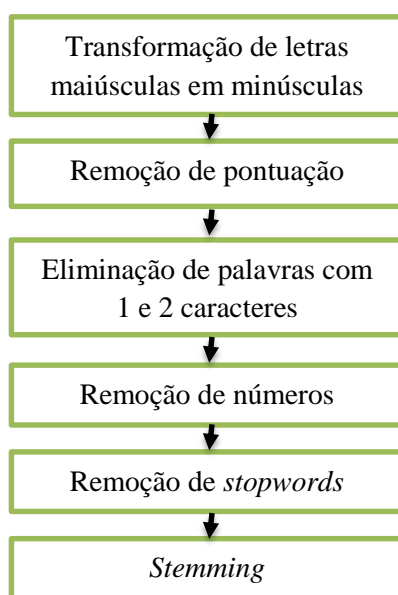 Transformação de letras
maiúsculas em minúsculas
Remoção de pontuação
Eliminação de palavras com
1 e 2 caracteres
Remoção de números
Remoção de stopwords
Stemming